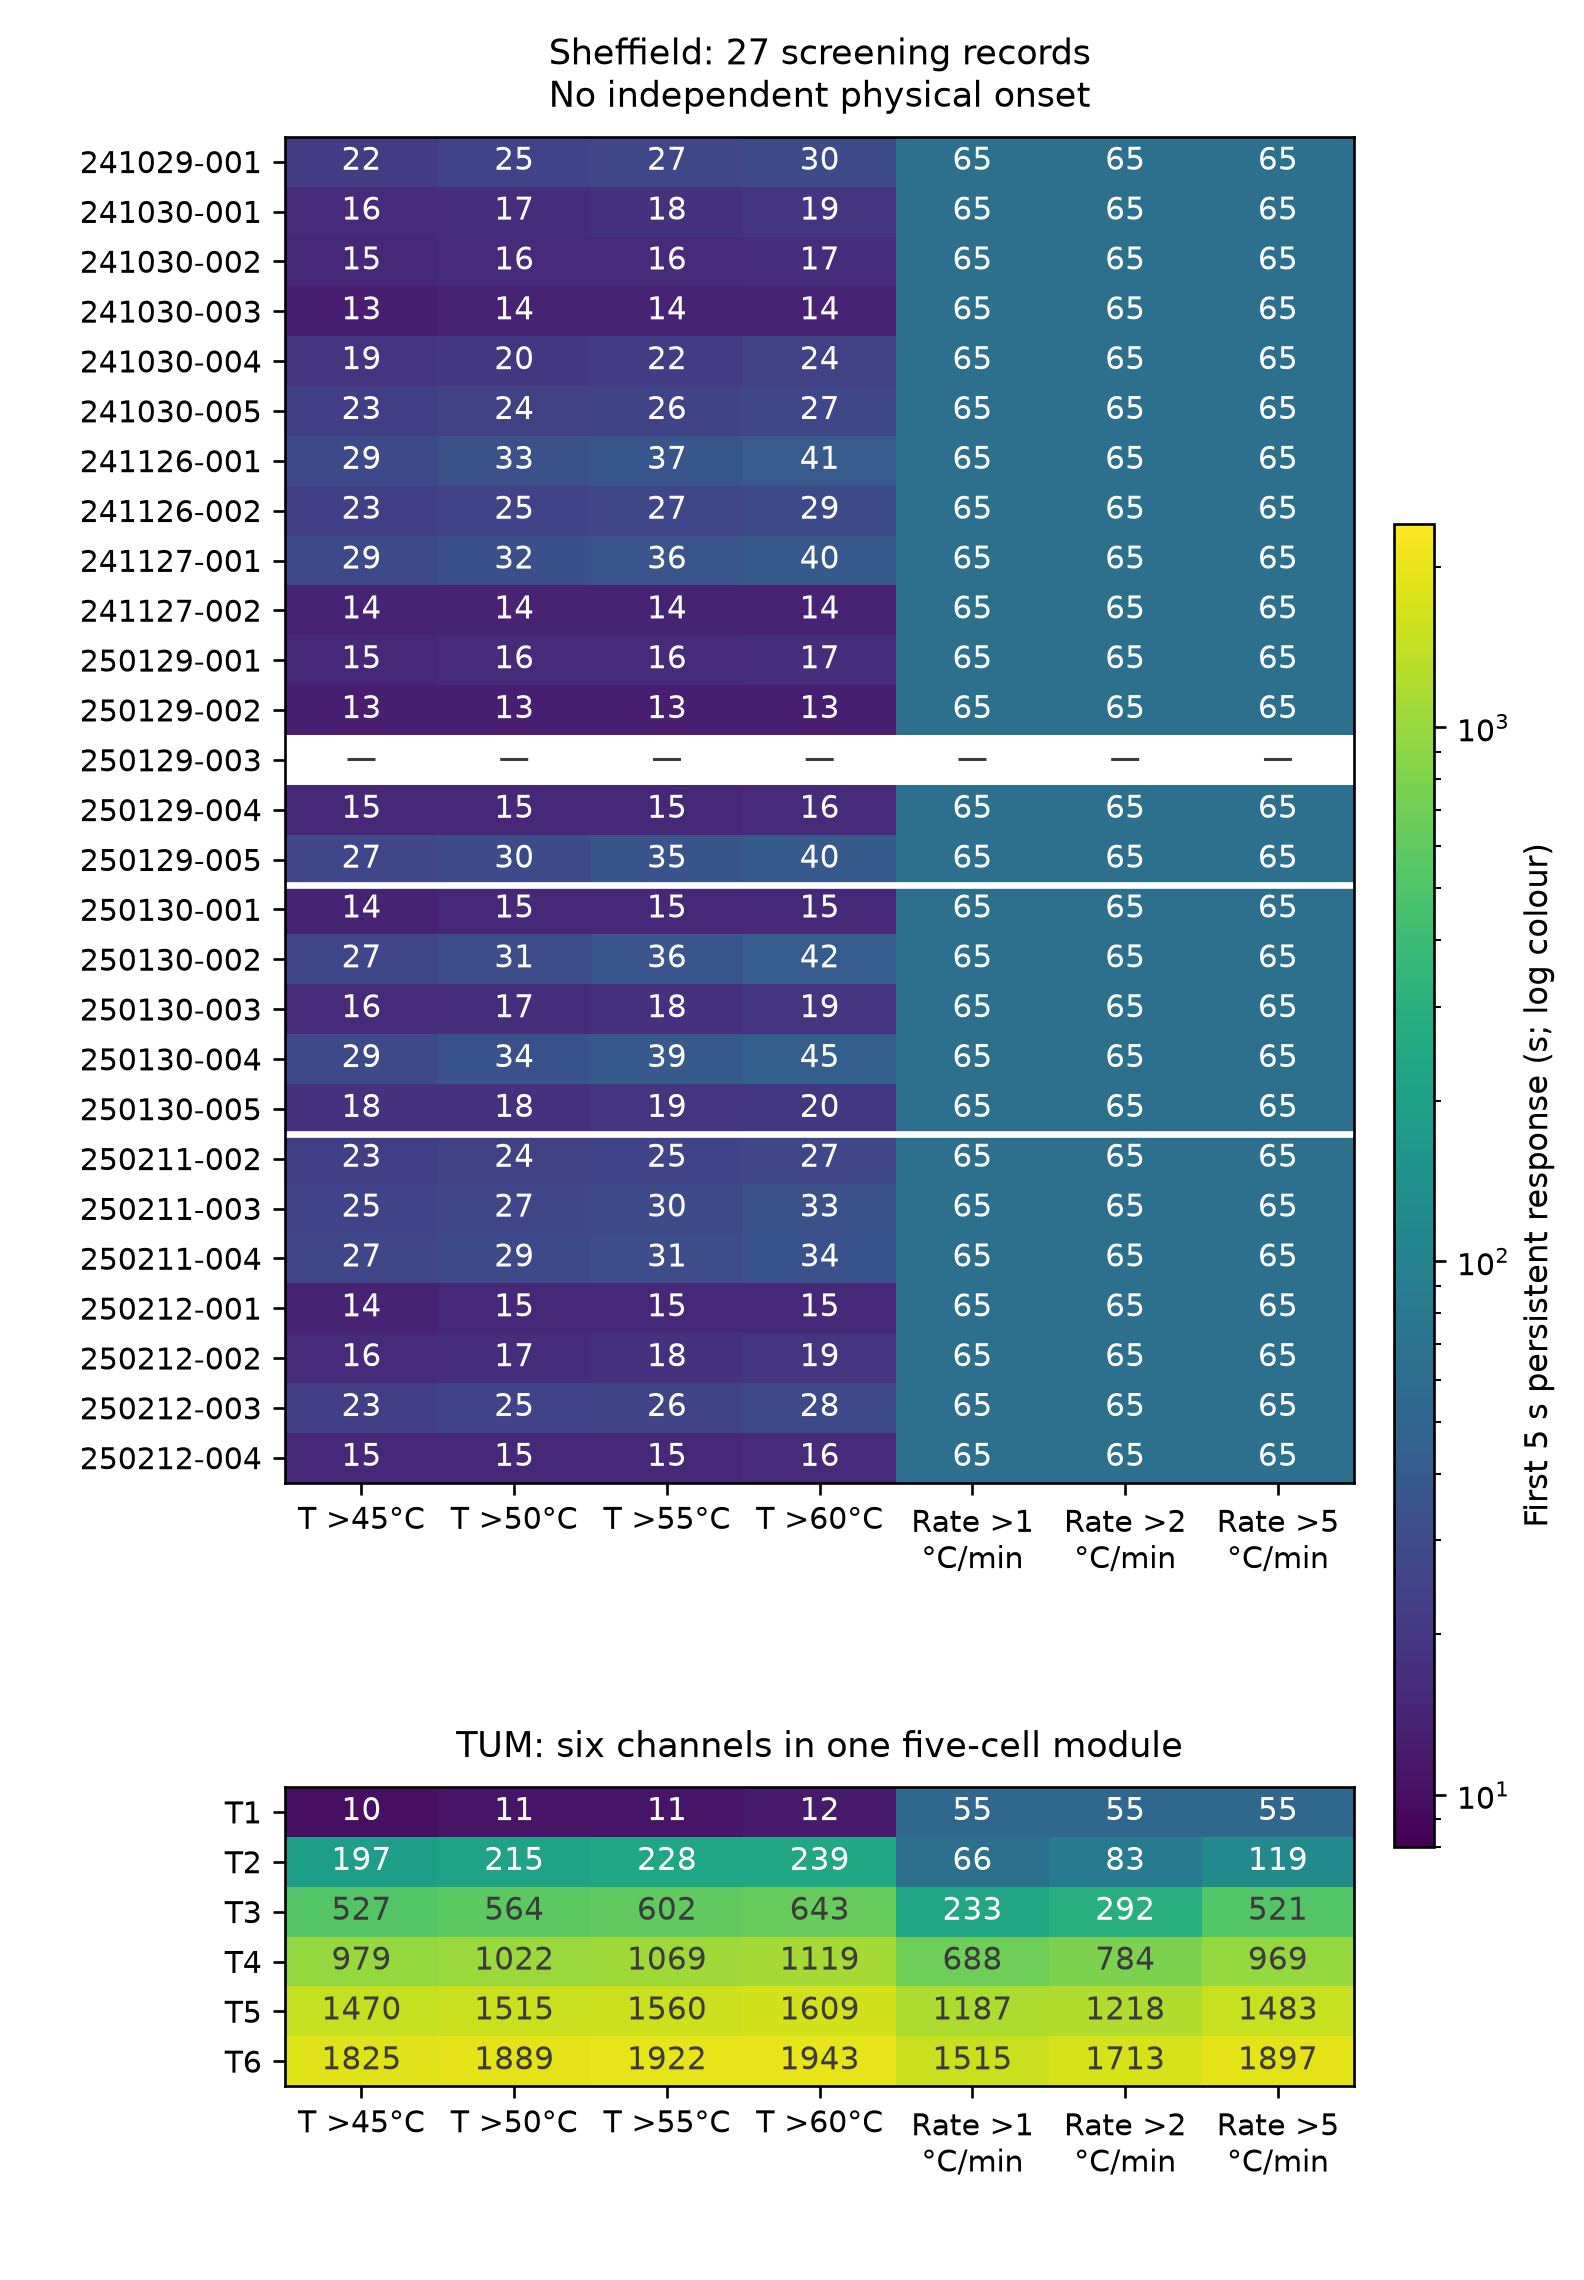 Sheffield: 27 screening records
No independent physical onset
241029-001 22 25 27 30 65 65 65
241030-001 16 17 18 19 65 65 65
241030-002 15 16 16 17 65 65 65
241030-003 13 14 14 14 65 65 65
241030-004 19 20 22 24 65 65 65
241030-005 23 24 26 27 65 65 65
241126-001 29 33 37 41 65 65 65
241126-002 23 25 27 29 65 65 65
241127-001 29 32 36 40 65 65 65
241127-002 14 14 14 14 65 65 65
250129-001 15 16 16 17 65 65 65
250129-002 13 13 13 13 65 65 65
250129-003 — — — — — — —
250129-004 15 15 15 16 65 65 65
250129-005 27 30 35 40 65 65 65
250130-001 14 15 15 15 65 65 65
250130-002 27 31 36 42 65 65 65
250130-003 16 17 18 19 65 65 65
250130-004 29 34 39 45 65 65 65
250130-005 18 18 19 20 65 65 65
250211-002 23 24 25 27 65 65 65
250211-003 25 27 30 33 65 65 65
250211-004 27 29 31 34 65 65 65
250212-001 14 15 15 15 65 65 65
250212-002 16 17 18 19 65 65 65
250212-003 23 25 26 28 65 65 65
250212-004 15 15 15 16 65 65 65
T >45°C T >50°C T >55°C T >60°C Rate >1 Rate >2 Rate >5
°C/min °C/min °C/min
TUM: six channels in one five-cell module
T1 10 11 11 12 55 55 55
T2 197 215 228 239 66 83 119
T3 527 564 602 643 233 292 521
T4 979 1022 1069 1119 688 784 969
T5 1470 1515 1560 1609 1187 1218 1483
T6 1825 1889 1922 1943 1515 1713 1897
T >45°C T >50°C T >55°C T >60°C Rate >1 Rate >2 Rate >5
°C/min °C/min °C/min
10³
10²
10¹
First 5 s persistent response (s; log colour)